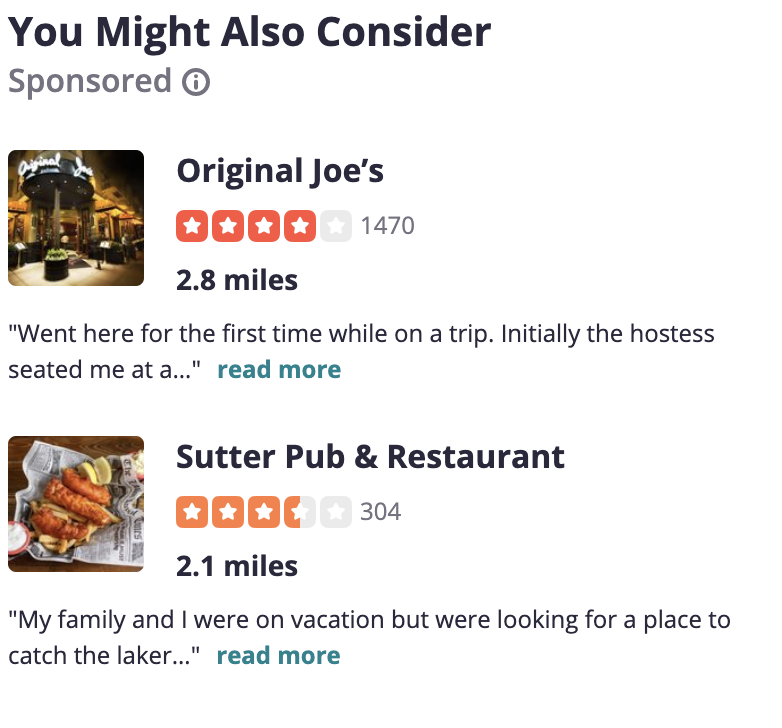 You Might Also Consider
Sponsored
Original Joe's
Original Joe’s
1470
2.8 miles
"Went here for the first time while on a trip. Initially the hostess
seated me at a..." read more
Sutter Pub & Restaurant
304
2.1 miles
"My family and I were on vacation but were looking for a place to
catch the laker..." read more